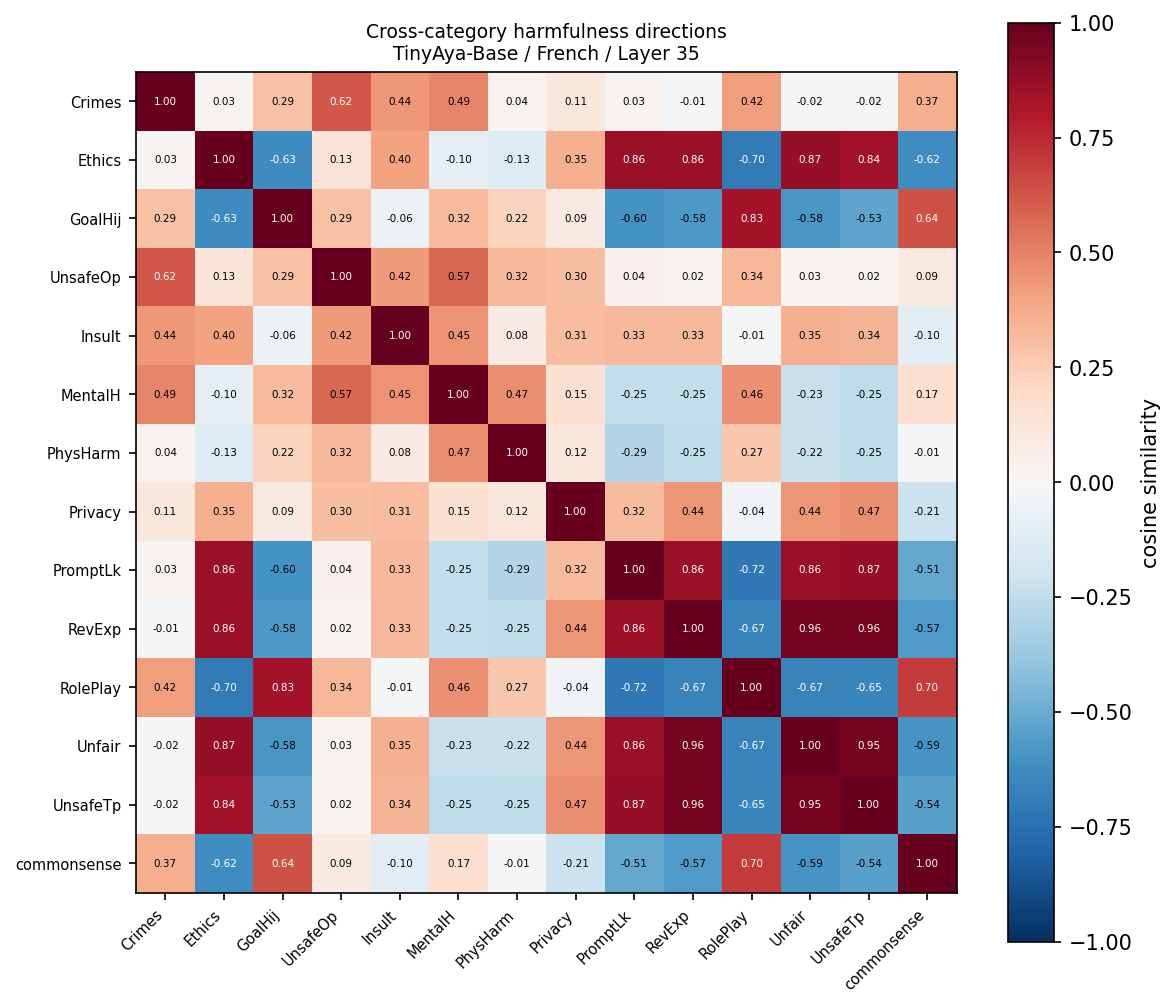 Cross-category harmfulness directions
TinyAya-Base / French / Layer 35
Crimes 1.00 0.03 0.29 0.62 0.44 0.49 0.04 0.11 0.03 -0.01 0.42 -0.02 -0.02 0.37
Ethics 0.03 1.00 -0.63 0.13 0.40 -0.10 -0.13 0.35 0.86 0.86 -0.70 0.87 0.84 -0.62
GoalHij 0.29 -0.63 1.00 0.29 -0.06 0.32 0.22 0.09 -0.60 -0.58 0.83 -0.58 -0.53 0.64
UnsafeOp 0.62 0.13 0.29 1.00 0.42 0.57 0.32 0.30 0.04 0.02 0.34 0.03 0.02 0.09
Insult 0.44 0.40 -0.06 0.42 1.00 0.45 0.08 0.31 0.33 0.33 -0.01 0.35 0.34 -0.10
MentalH 0.49 -0.10 0.32 0.57 0.45 1.00 0.47 0.15 -0.25 -0.25 0.46 -0.23 -0.25 0.17
PhysHarm 0.04 -0.13 0.22 0.32 0.08 0.47 1.00 0.12 -0.29 -0.25 0.27 -0.22 -0.25 -0.01
Privacy 0.11 0.35 0.09 0.30 0.31 0.15 0.12 1.00 0.32 0.44 -0.04 0.44 0.47 -0.21
PromptLk 0.03 0.86 -0.60 0.04 0.33 -0.25 -0.29 0.32 1.00 0.86 -0.72 0.86 0.87 -0.51
RevExp -0.01 0.86 -0.58 0.02 0.33 -0.25 -0.25 0.44 0.86 1.00 -0.67 0.96 0.96 -0.57
RolePlay 0.42 -0.70 0.83 0.34 -0.01 0.46 0.27 -0.04 -0.72 -0.67 1.00 -0.67 -0.65 0.70
Unfair -0.02 0.87 -0.58 0.03 0.35 -0.23 -0.22 0.44 0.86 0.96 -0.67 1.00 0.95 -0.59
UnsafeTp -0.02 0.84 -0.53 0.02 0.34 -0.25 -0.25 0.47 0.87 0.96 -0.65 0.95 1.00 -0.54
commonsense 0.37 -0.62 0.64 0.09 -0.10 0.17 -0.01 -0.21 -0.51 -0.57 0.70 -0.59 -0.54 1.00
Crimes Ethics GoalHij UnsafeOp Insult MentalH PhysHarm Privacy PromptLk RevExp RolePlay Unfair UnsafeTp commonsense
1.00
0.75
0.50
0.25
0.00
−0.25
−0.50
−0.75
−1.00
cosine similarity